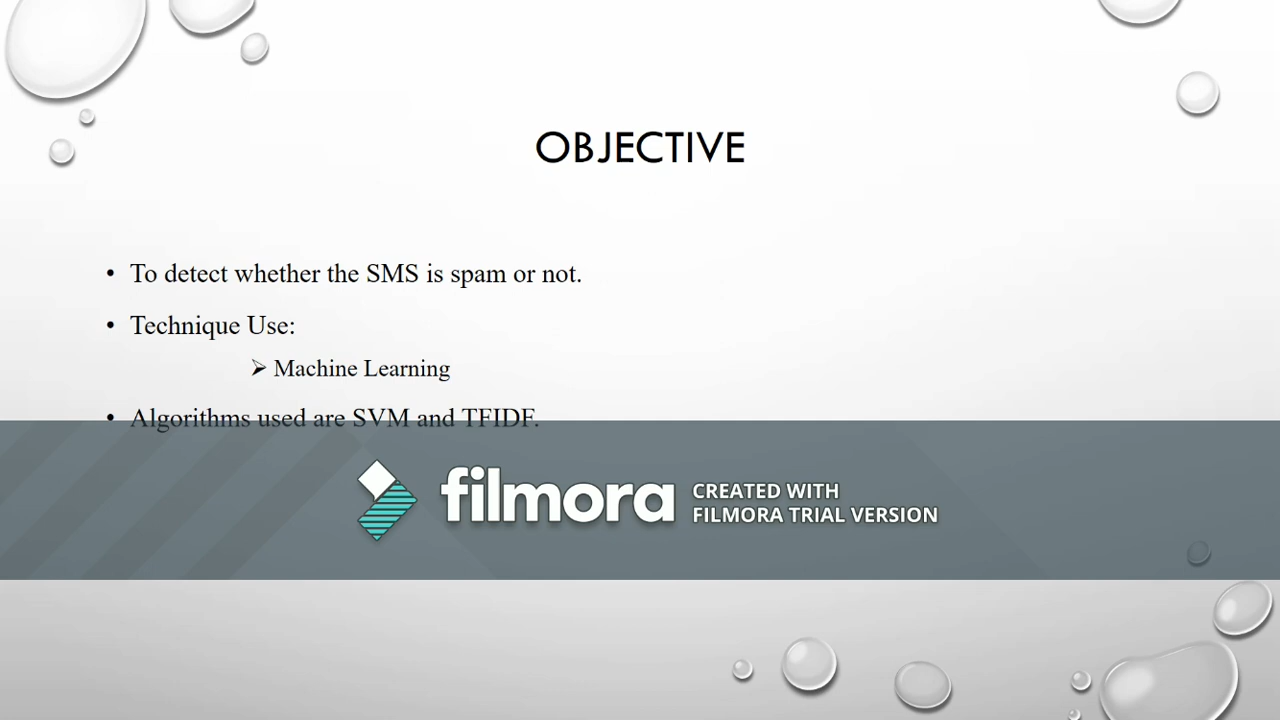 OBJECTIVE
• To detect whether the SMS is spam or not.
• Technique Use:
➢ Machine Learning
• Algorithms used are SVM and TFIDF.
filmora
CREATED WITH
FILMORA TRIAL VERSION